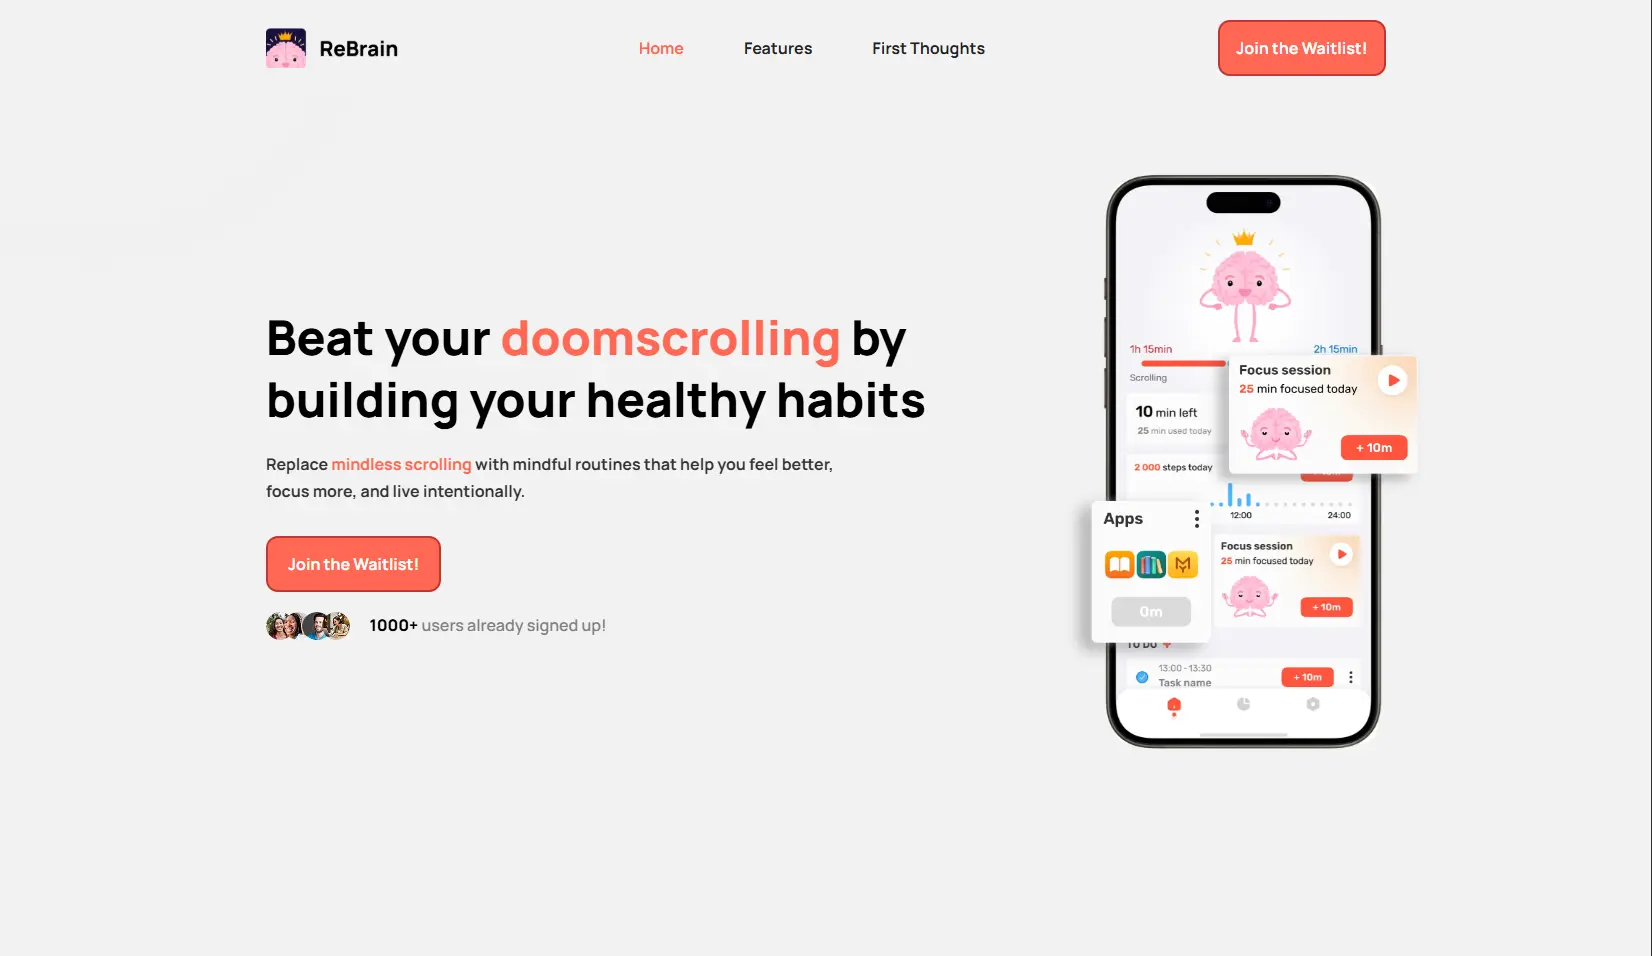 ReBrain
Home
Features
First Thoughts
Join the Waitlist!
Beat your doomscrolling by
building your healthy habits
Replace mindless scrolling with mindful routines that help you feel better,
focus more, and live intentionally.
Join the Waitlist!
1000+ users already signed up!
1h 15min
2h 15min
Scrolling
Focus session
25 min focused today
+ 10m
10 min left
25 min used today
2 000 steps today
12:00
24:00
Apps
0m
Focus session
25 min focused today
+ 10m
TO DO +
13:00 - 13:30
Task name
+ 10m